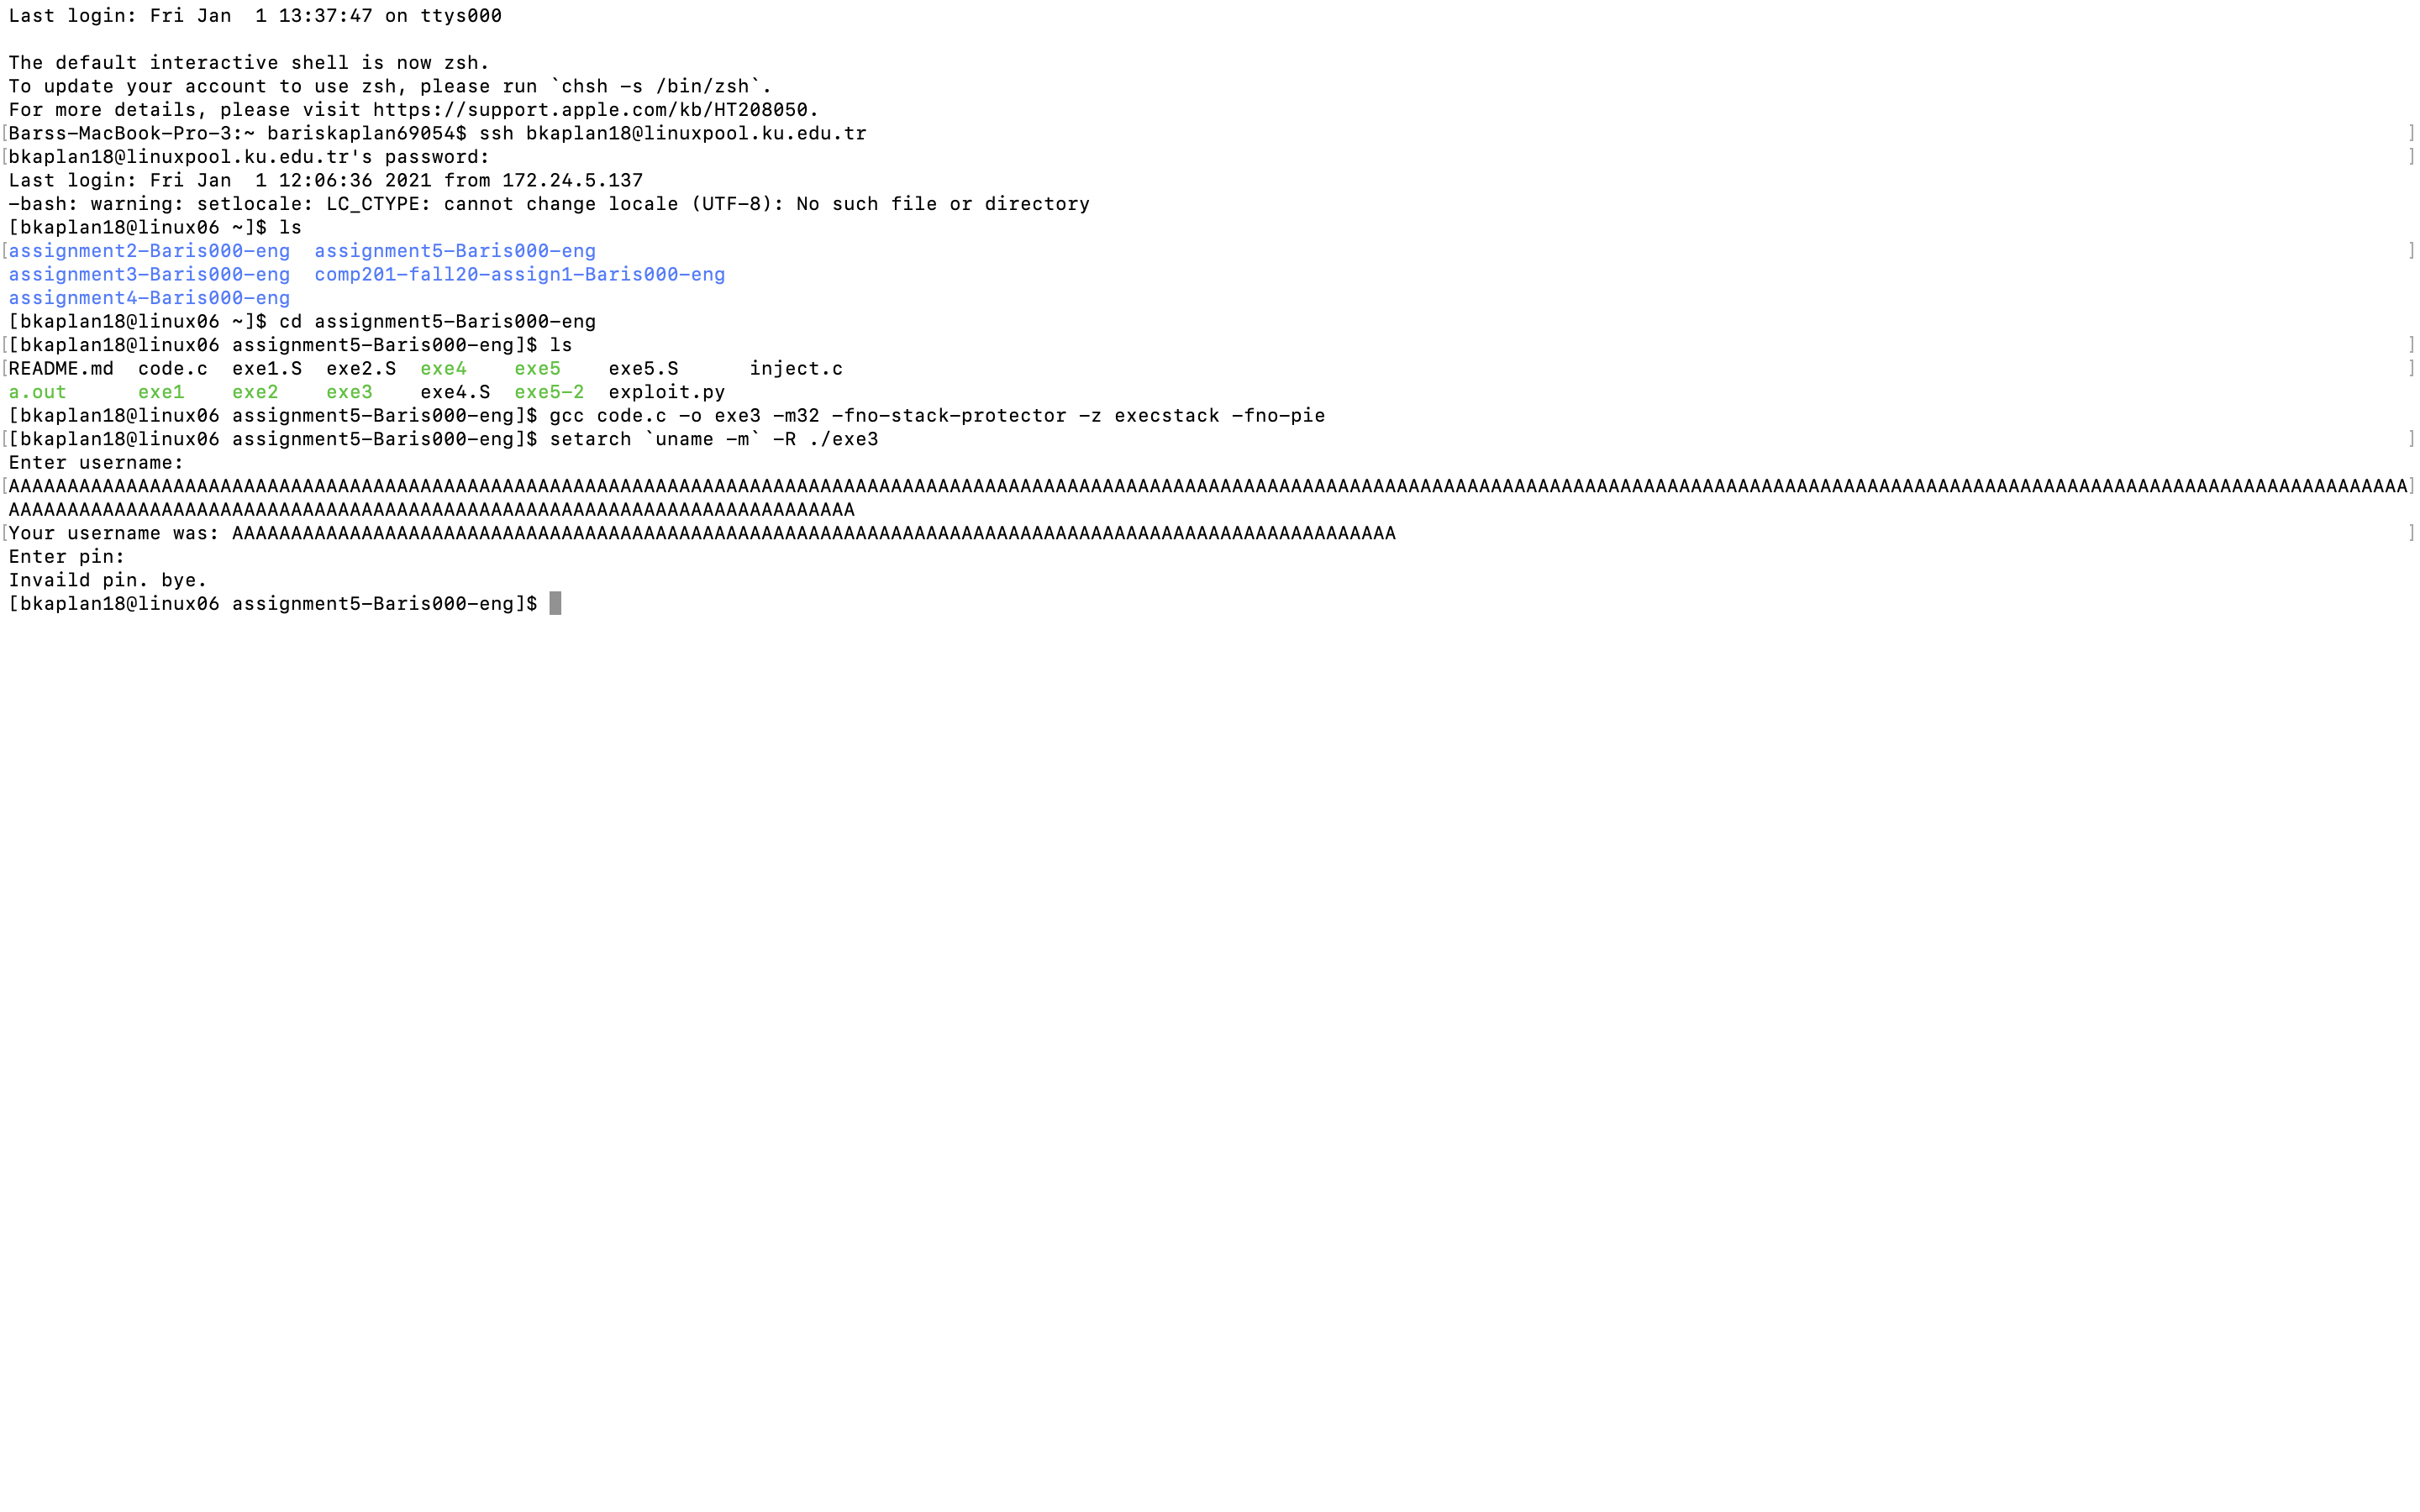 Last login: Fri Jan  1 13:37:47 on ttys000
The default interactive shell is now zsh.
To update your account to use zsh, please run `chsh -s /bin/zsh`.
For more details, please visit https://support.apple.com/kb/HT208050.
[Barss-MacBook-Pro-3:~ bariskaplan69054$ ssh bkaplan18@linuxpool.ku.edu.tr ]
[bkaplan18@linuxpool.ku.edu.tr's password: ]
Last login: Fri Jan  1 12:06:36 2021 from 172.24.5.137
-bash: warning: setlocale: LC_CTYPE: cannot change locale (UTF-8): No such file or directory
[bkaplan18@linux06 ~]$ ls
[assignment2-Baris000-eng  assignment5-Baris000-eng ]
assignment3-Baris000-eng  comp201-fall20-assign1-Baris000-eng ]
assignment4-Baris000-eng
[bkaplan18@linux06 ~]$ cd assignment5-Baris000-eng
[[bkaplan18@linux06 assignment5-Baris000-eng]$ ls ]
[README.md  code.c  exe1.S  exe2.S  exe4    exe5    exe5.S      inject.c ]
a.out      exe1    exe2    exe3    exe4.S  exe5-2  exploit.py
[bkaplan18@linux06 assignment5-Baris000-eng]$ gcc code.c -o exe3 -m32 -fno-stack-protector -z execstack -fno-pie
[[bkaplan18@linux06 assignment5-Baris000-eng]$ setarch `uname -m` -R ./exe3 ]
Enter username:
[AAAAAAAAAAAAAAAAAAAAAAAAAAAAAAAAAAAAAAAAAAAAAAAAAAAAAAAAAAAAAAAAAAAAAAAAAAAAAAAAAAAAAAAAAAAAAAAAAAAAAAAAAAAAAAAAAAAAAAAAAAAAAAAAAAAAAAAAAAAAAAAAAAAAAAAAAAAAAAAAAAAAAAAAAAAAAAAAAAAAAAAAAAAAAAAAAAAAAAAAAAAA]
AAAAAAAAAAAAAAAAAAAAAAAAAAAAAAAAAAAAAAAAAAAAAAAAAAAAAAAAAAAAAAAAAAAAAAAA
[Your username was: AAAAAAAAAAAAAAAAAAAAAAAAAAAAAAAAAAAAAAAAAAAAAAAAAAAAAAAAAAAAAAAAAAAAAAAAAAAAAAAAAAAAAAAAAAAAAAAAAAA ]
Enter pin:
Invaild pin. bye.
[bkaplan18@linux06 assignment5-Baris000-eng]$